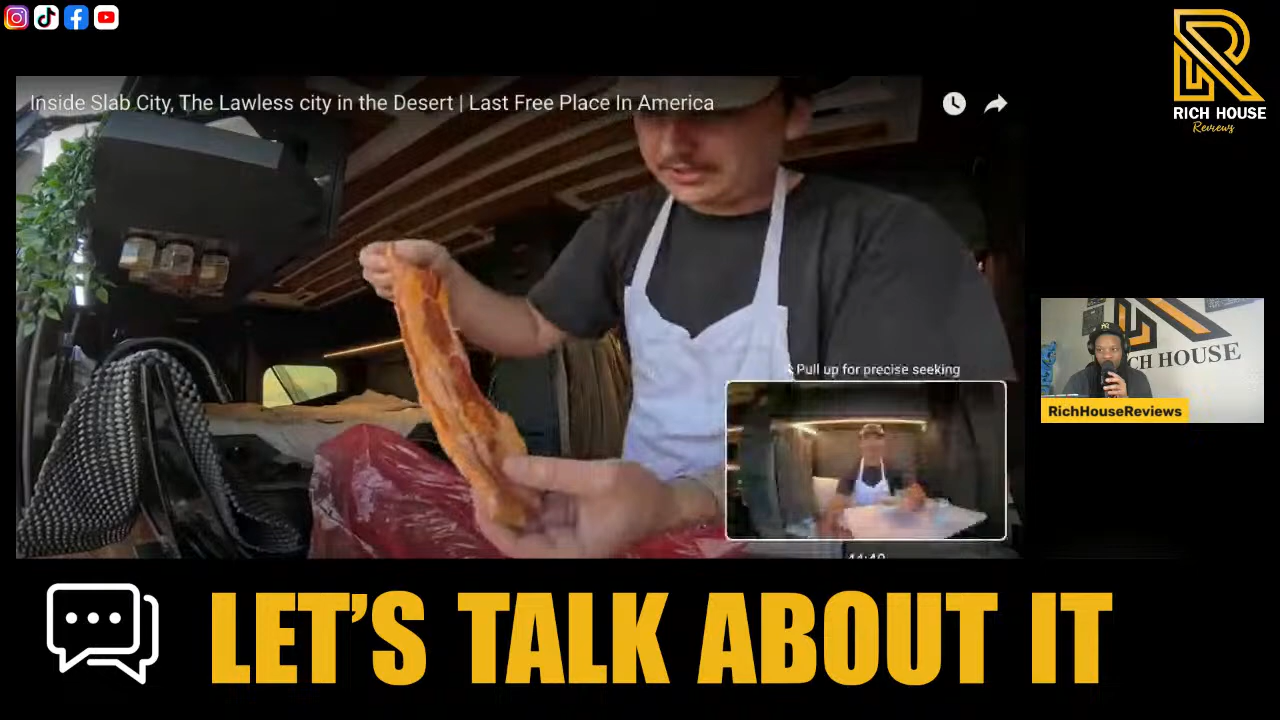 RICH HOUSE
Reviews
Inside Slab City, The Lawless city in the Desert | Last Free Place In America
Pull up for precise seeking
CH HOUSE
RichHouseReviews
LET'S TALK ABOUT IT